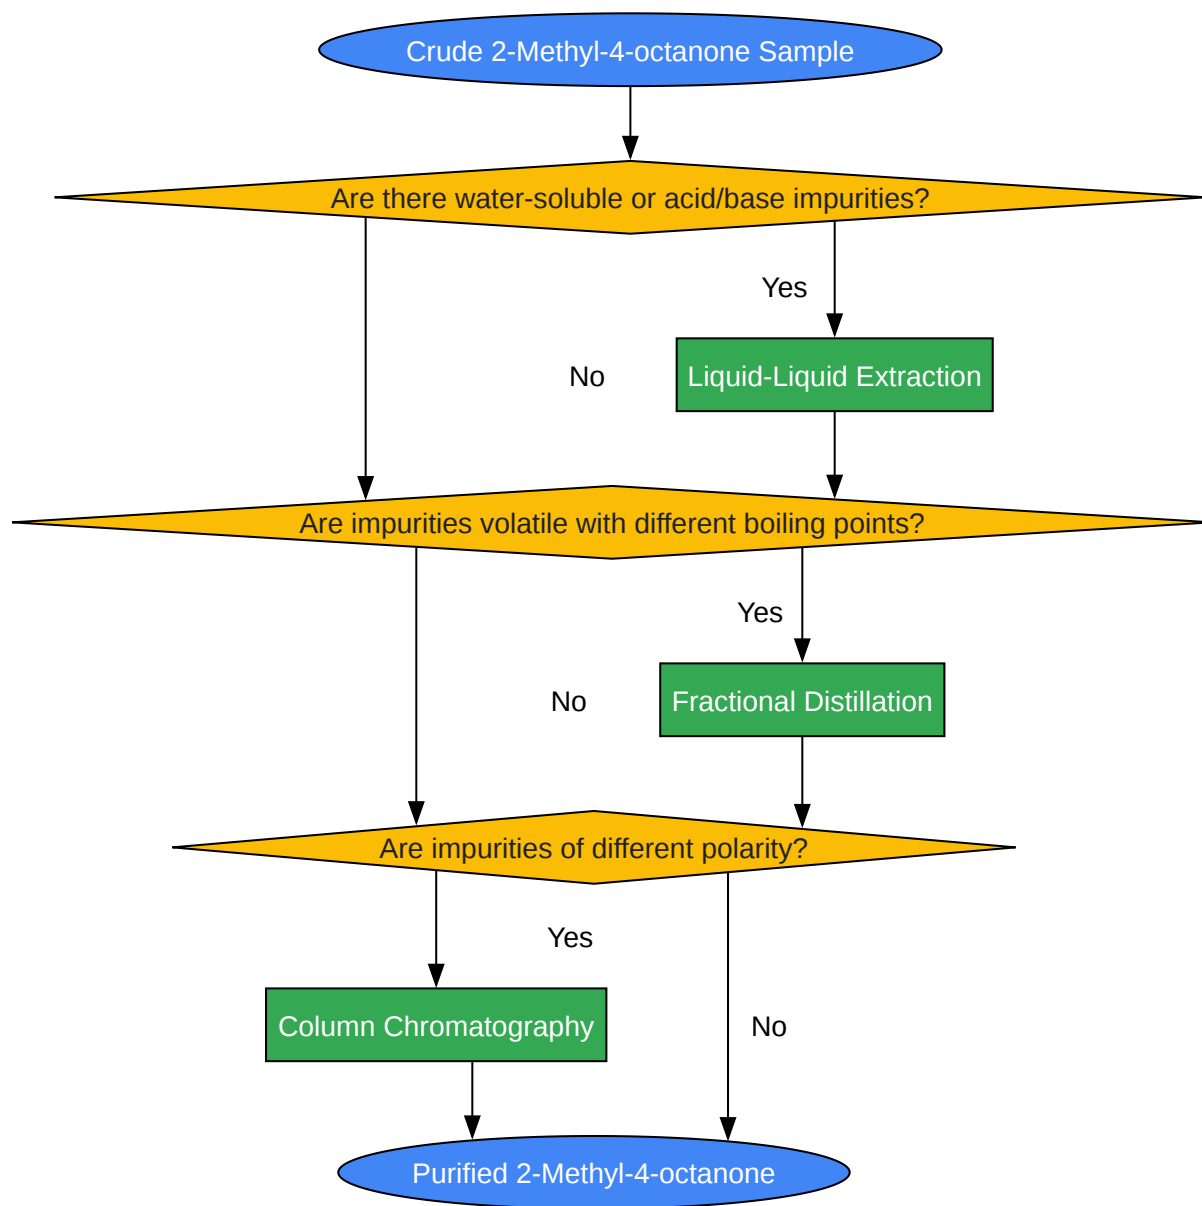 Crude 2-Methyl-4-octanone Sample
Are there water-soluble or acid/base impurities?
Yes
No
Liquid-Liquid Extraction
Are impurities volatile with different boiling points?
Yes
No
Fractional Distillation
Are impurities of different polarity?
Yes
Column Chromatography
No
Purified 2-Methyl-4-octanone